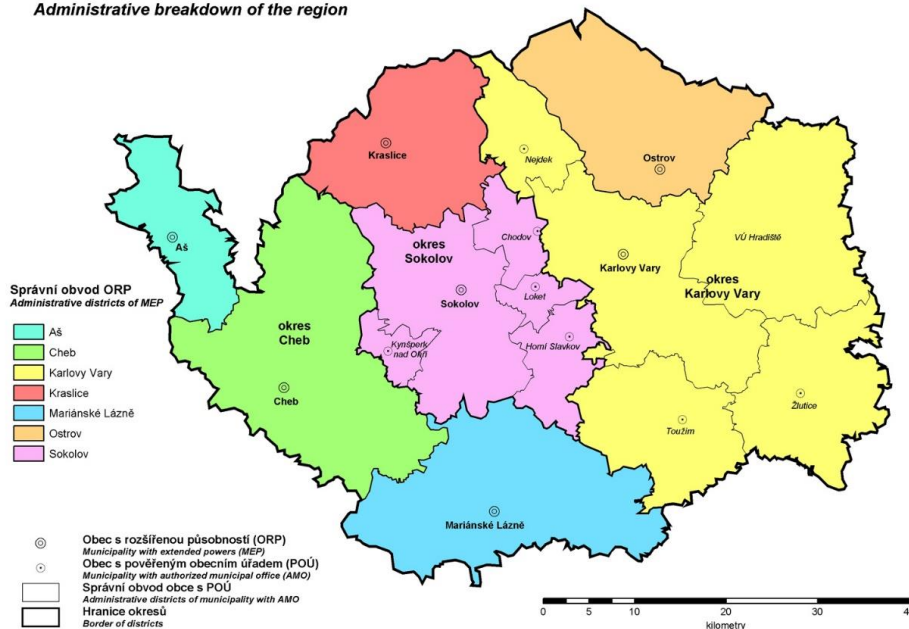 Administrative breakdown of the region
Kraslice
Nejdek
Ostrov
Aš
okres
Sokolov
Chodov
VÚ Hradiště
Karlovy Vary
okres
Karlovy Vary
Sokolov
Loket
okres
Cheb
Kynšperk
nad Ohří
Horní Slavkov
Cheb
Toužim
Žlutice
Mariánské Lázně
Správní obvod ORP
Administrative districts of MEP
Aš
Cheb
Karlovy Vary
Kraslice
Mariánské Lázně
Ostrov
Sokolov
Obec s rozšířenou působností (ORP)
Municipality with extended powers (MEP)
Obec s pověřeným obecním úřadem (POÚ)
Municipality with authorized municipal office (AMO)
Správní obvod obce s POÚ
Administrative districts of municipality with AMO
Hranice okresů
Border of districts
0 5 10 20 30
kilometry